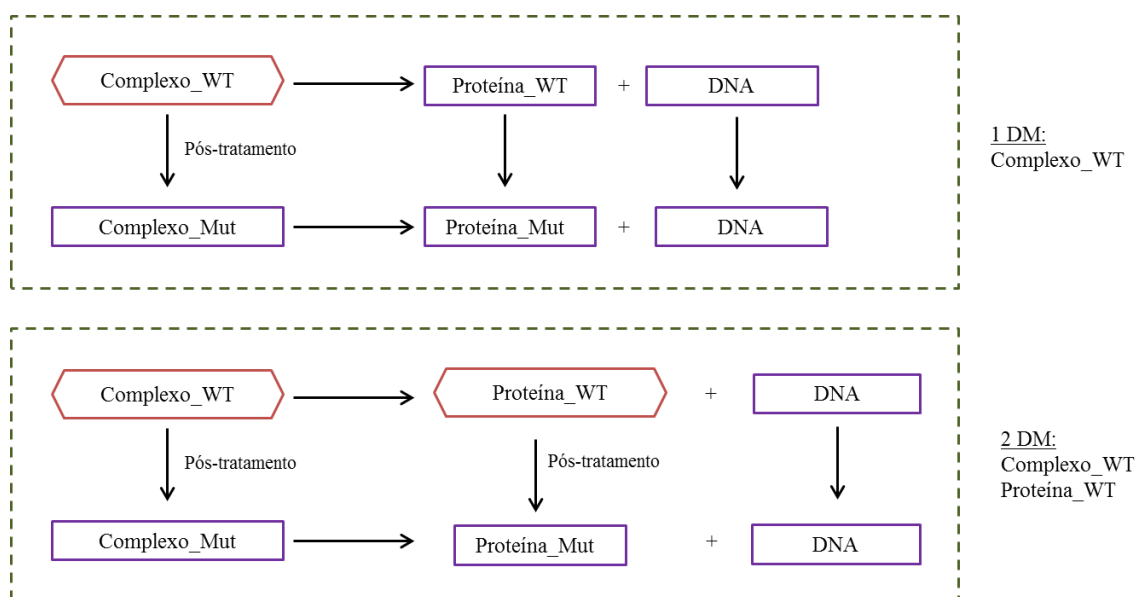 Complexo_WT
Proteína_WT + DNA
Pós-tratamento
1 DM:
Complexo_WT
Complexo_Mut
Proteína_Mut + DNA
Complexo_WT
Proteína_WT + DNA
Pós-tratamento
Pós-tratamento
2 DM:
Complexo_WT
Proteína_WT
Complexo_Mut
Proteína_Mut + DNA